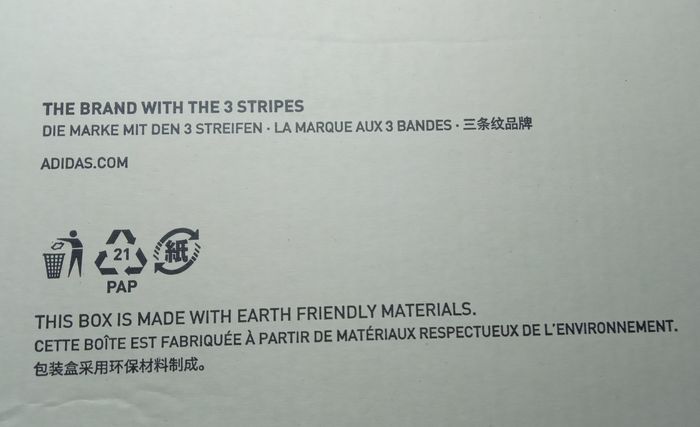 THE BRAND WITH THE 3 STRIPES
DIE MARKE MIT DEN 3 STREIFEN · LA MARQUE AUX 3 BANDES · 三条纹品牌
ADIDAS.COM
21
紙
PAP
THIS BOX IS MADE WITH EARTH FRIENDLY MATERIALS.
CETTE BOÎTE EST FABRIQUÉE À PARTIR DE MATÉRIAUX RESPECTUEUX DE L'ENVIRONNEMENT.
包装盒采用环保材料制成。